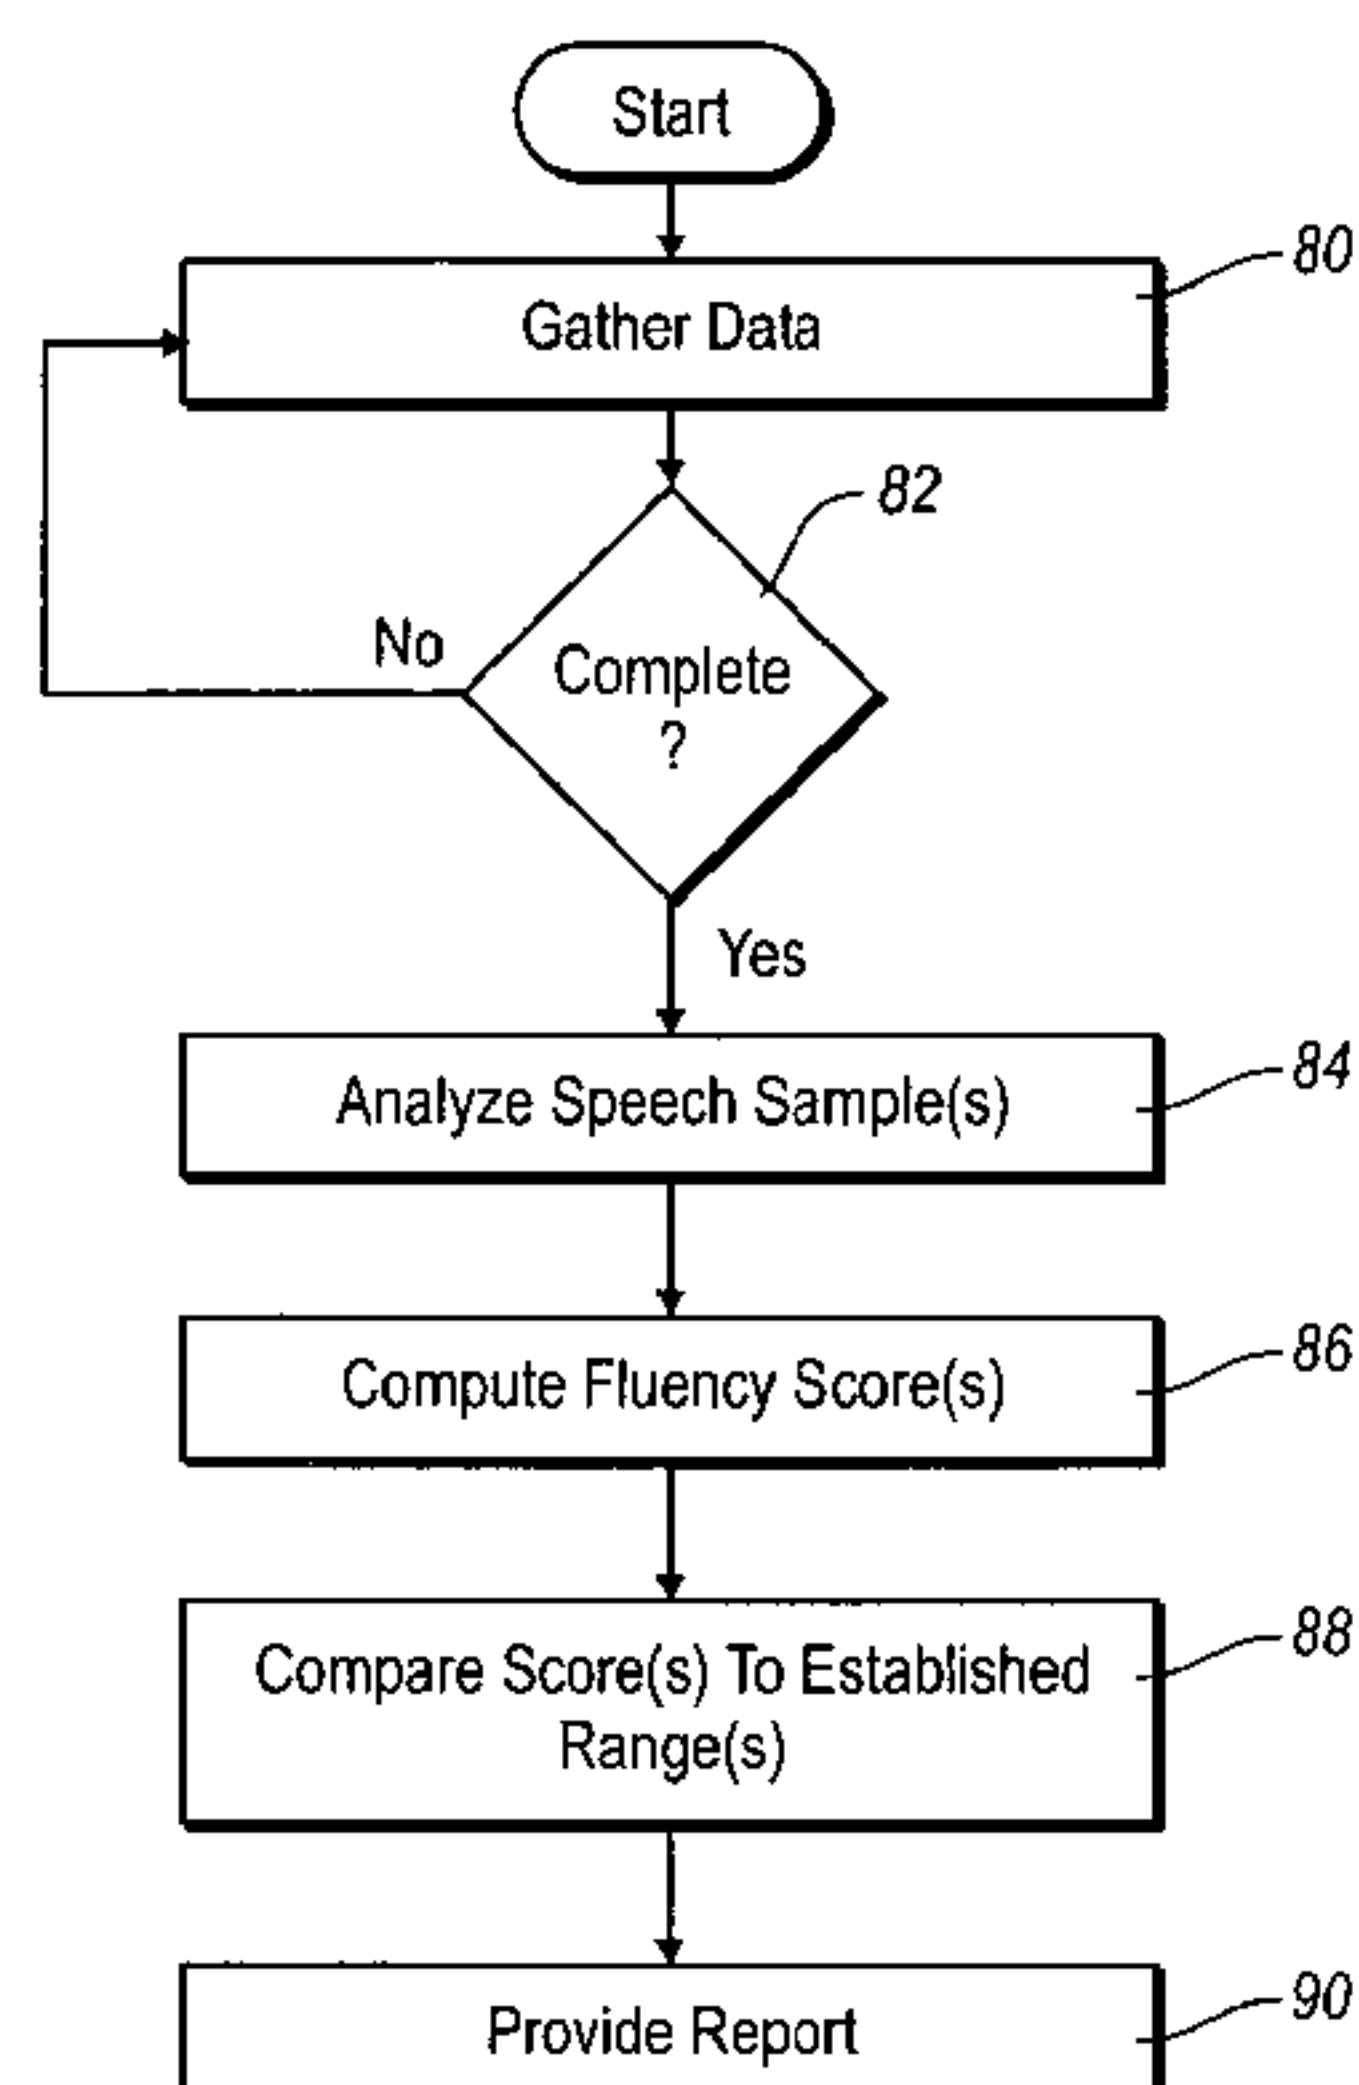 Start
80
Gather Data
82
No
Complete
?
Yes
84
Analyze Speech Sample(s)
86
Compute Fluency Score(s)
88
Compare Score(s) To Established
Range(s)
90
Provide Report